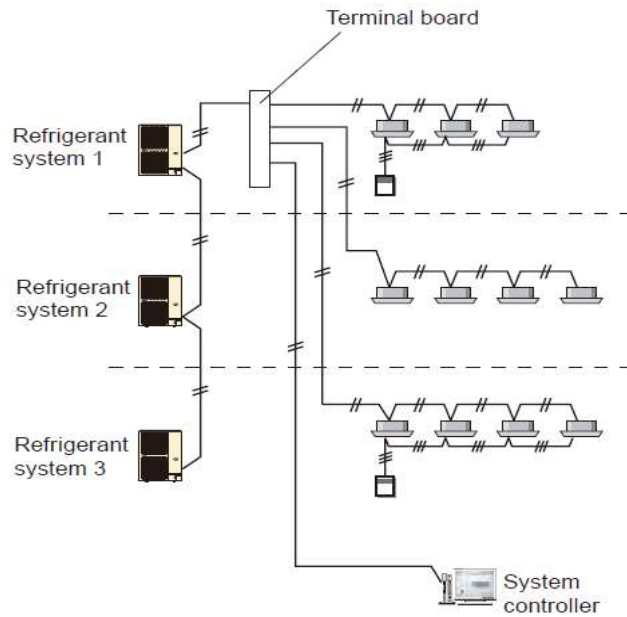 Terminal board
Refrigerant
system 1
Refrigerant
system 2
Refrigerant
system 3
System
controller